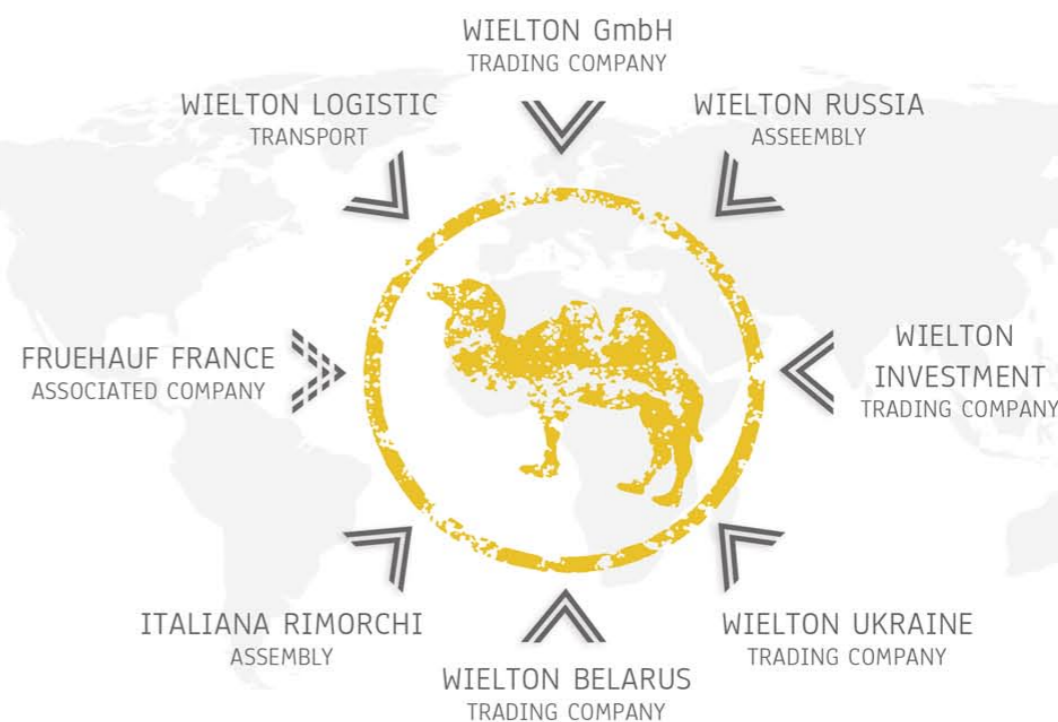 WIELTON GmbH
TRADING COMPANY
WIELTON LOGISTIC
TRANSPORT
WIELTON RUSSIA
ASSEEMBLY
FRUEHAUF FRANCE
ASSOCIATED COMPANY
WIELTON
INVESTMENT
TRADING COMPANY
ITALIANA RIMORCHI
ASSEMBLY
WIELTON BELARUS
TRADING COMPANY
WIELTON UKRAINE
TRADING COMPANY